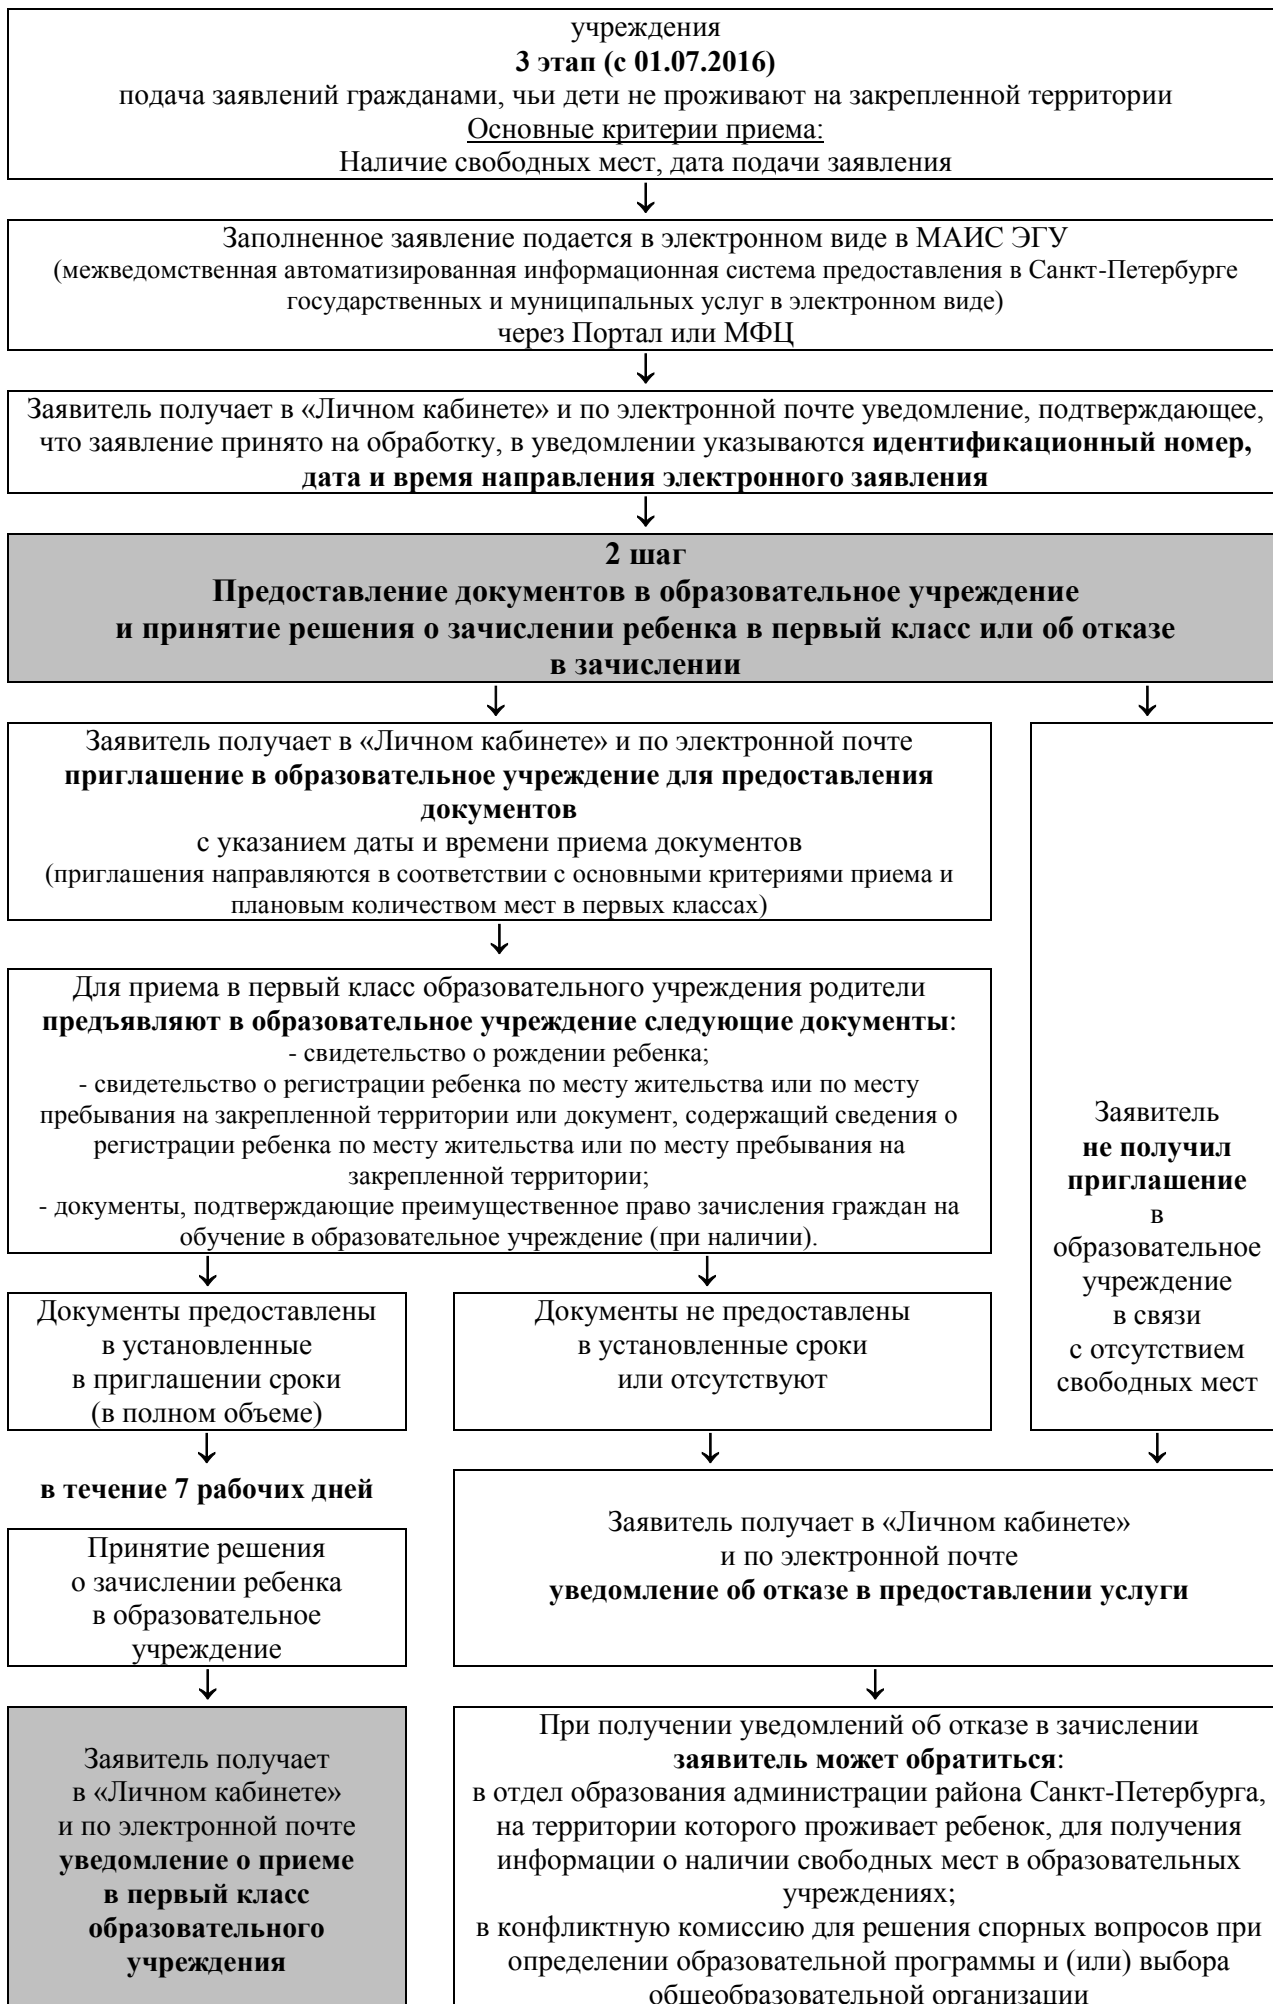 учреждения
3 этап (с 01.07.2016)
подача заявлений гражданами, чьи дети не проживают на закрепленной территории
Основные критерии приема:
Наличие свободных мест, дата подачи заявления
↓
Заполненное заявление подается в электронном виде в МАИС ЭГУ
(межведомственная автоматизированная информационная система предоставления в Санкт-Петербурге
государственных и муниципальных услуг в электронном виде)
через Портал или МФЦ
↓
Заявитель получает в «Личном кабинете» и по электронной почте уведомление, подтверждающее,
что заявление принято на обработку, в уведомлении указываются идентификационный номер,
дата и время направления электронного заявления
↓
2 шаг
Предоставление документов в образовательное учреждение
и принятие решения о зачислении ребенка в первый класс или об отказе
в зачислении
↓
↓
Заявитель получает в «Личном кабинете» и по электронной почте
приглашение в образовательное учреждение для предоставления
документов
с указанием даты и времени приема документов
(приглашения направляются в соответствии с основными критериями приема и
плановым количеством мест в первых классах)
↓
Для приема в первый класс образовательного учреждения родители
предъявляют в образовательное учреждение следующие документы:
- свидетельство о рождении ребенка;
- свидетельство о регистрации ребенка по месту жительства или по месту
пребывания на закрепленной территории или документ, содержащий сведения о
регистрации ребенка по месту жительства или по месту пребывания на
закрепленной территории;
- документы, подтверждающие преимущественное право зачисления граждан на
обучение в образовательное учреждение (при наличии).
Заявитель
не получил
приглашение
в
образовательное
учреждение
в связи
с отсутствием
свободных мест
↓
↓
Документы предоставлены
в установленные
в приглашении сроки
(в полном объеме)
Документы не предоставлены
в установленные сроки
или отсутствуют
↓
↓
↓
в течение 7 рабочих дней
Принятие решения
о зачислении ребенка
в образовательное
учреждение
Заявитель получает в «Личном кабинете»
и по электронной почте
уведомление об отказе в предоставлении услуги
↓
↓
Заявитель получает
в «Личном кабинете»
и по электронной почте
уведомление о приеме
в первый класс
образовательного
учреждения
При получении уведомлений об отказе в зачислении
заявитель может обратиться:
в отдел образования администрации района Санкт-Петербурга,
на территории которого проживает ребенок, для получения
информации о наличии свободных мест в образовательных
учреждениях;
в конфликтную комиссию для решения спорных вопросов при
определении образовательной программы и (или) выбора
общеобразовательной организации